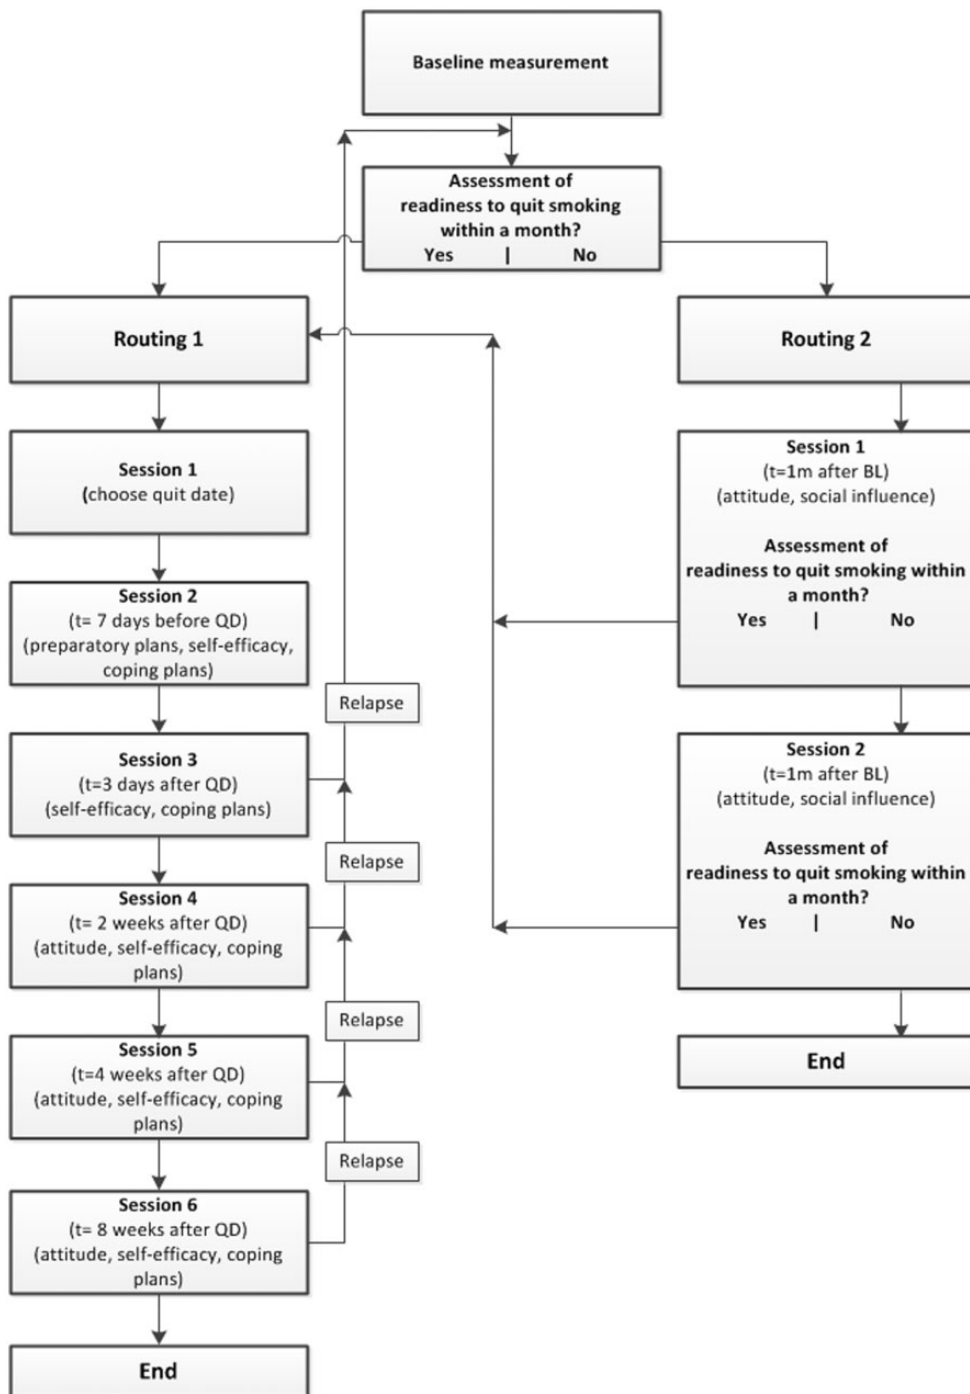 Baseline measurement
Assessment of
readiness to quit smoking
within a month?
Yes | No
Routing 1
Routing 2
Session 1
(choose quit date)
Session 2
(t= 7 days before QD)
(preparatory plans, self-efficacy,
coping plans)
Relapse
Session 3
(t=3 days after QD)
(self-efficacy, coping plans)
Relapse
Session 4
(t= 2 weeks after QD)
(attitude, self-efficacy, coping
plans)
Relapse
Session 5
(t=4 weeks after QD)
(attitude, self-efficacy, coping
plans)
Relapse
Session 6
(t= 8 weeks after QD)
(attitude, self-efficacy, coping
plans)
End
Session 1
(t=1m after BL)
(attitude, social influence)
Assessment of
readiness to quit smoking within
a month?
Yes | No
Session 2
(t=1m after BL)
(attitude, social influence)
Assessment of
readiness to quit smoking within
a month?
Yes | No
End